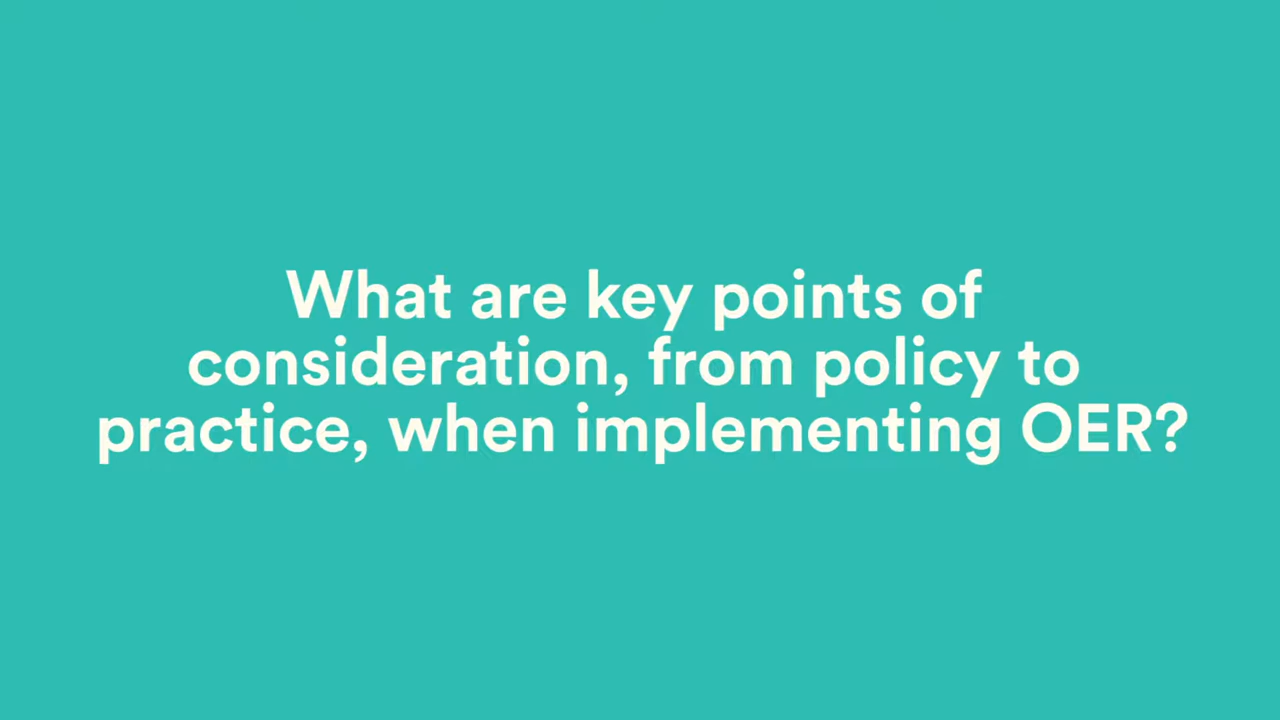 What are key points of
consideration, from policy to
practice, when implementing OER?